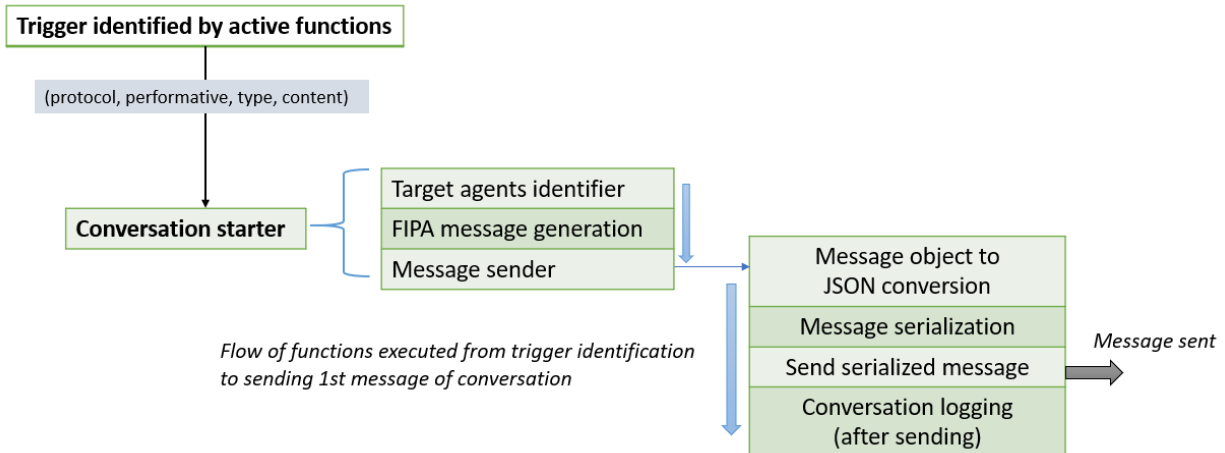 Trigger identified by active functions
(protocol, performative, type, content)
Conversation starter
Target agents identifier
FIPA message generation
Message sender
Message object to
JSON conversion
Message serialization
Send serialized message
Conversation logging
(after sending)
Message sent
Flow of functions executed from trigger identification
to sending 1st message of conversation